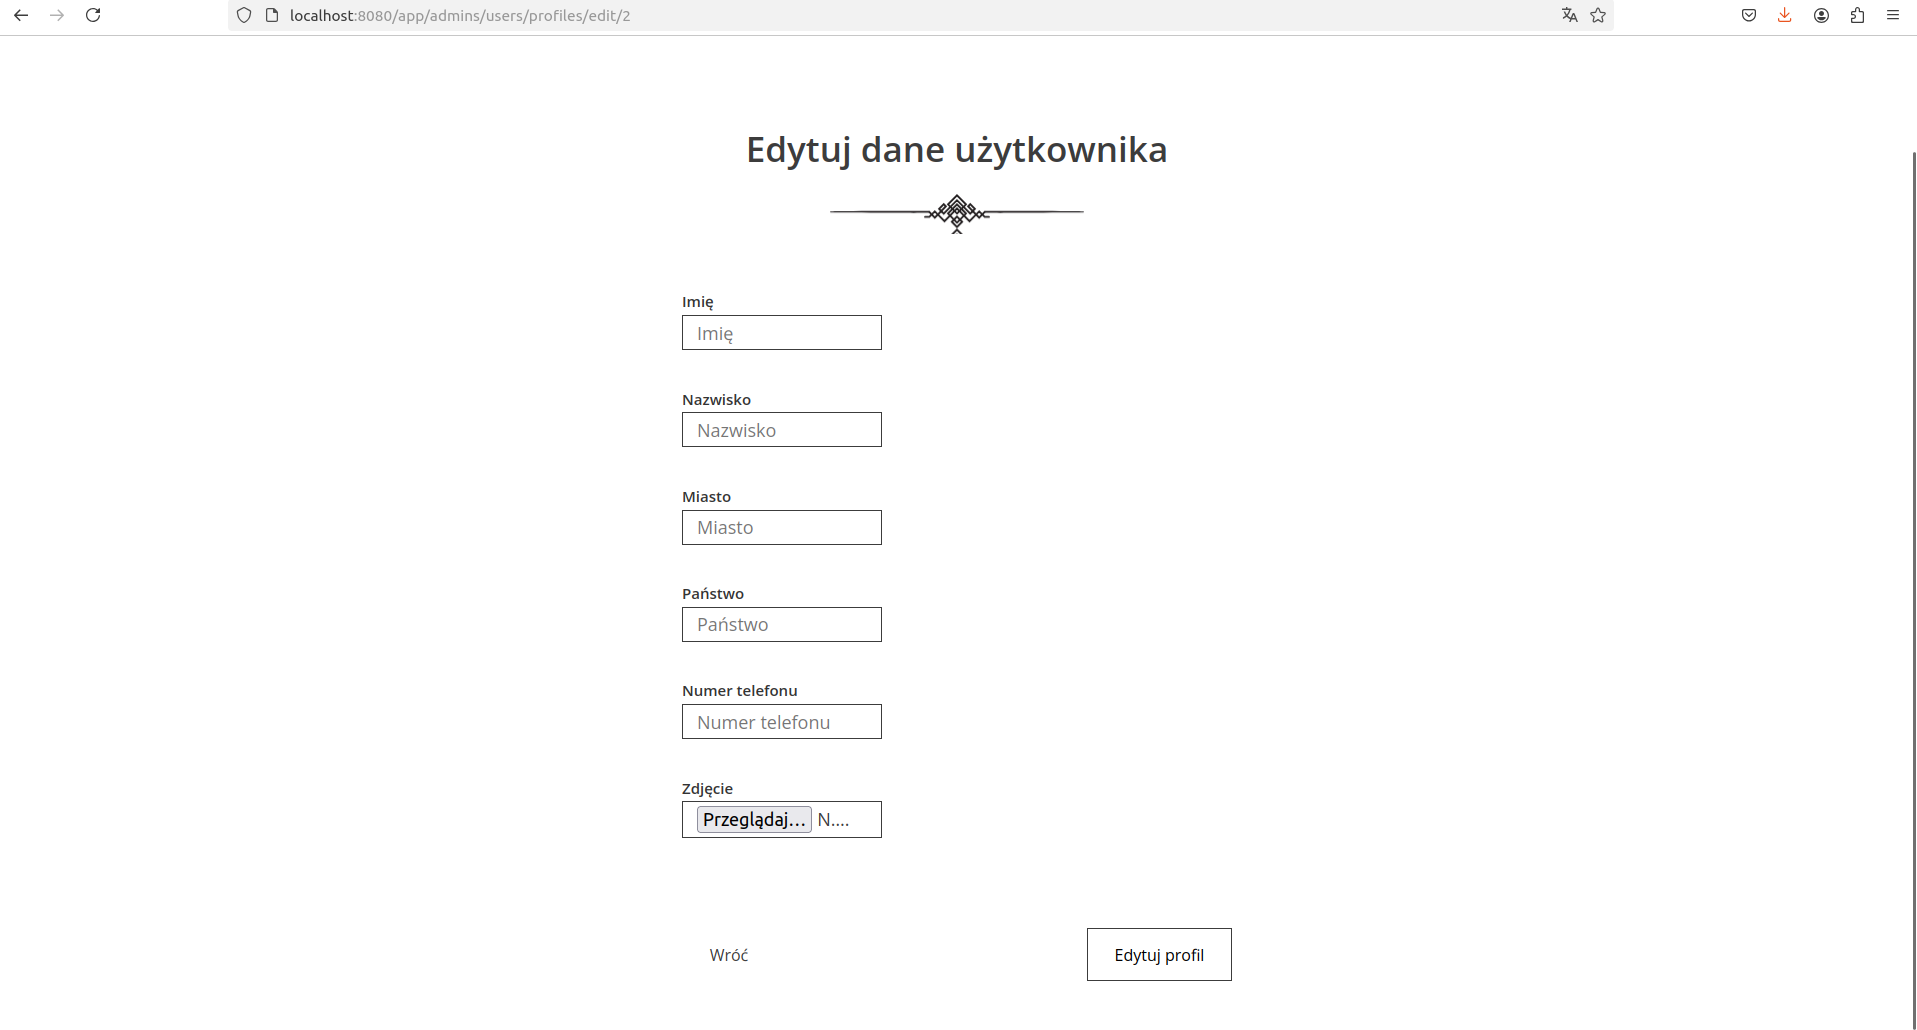 localhost:8080/app/admins/users/profiles/edit/2
Edytuj dane użytkownika
Imię
Imię
Nazwisko
Nazwisko
Miasto
Miasto
Państwo
Państwo
Numer telefonu
Numer telefonu
Zdjęcie
Przeglądaj... N....
Wróć Edytuj profil